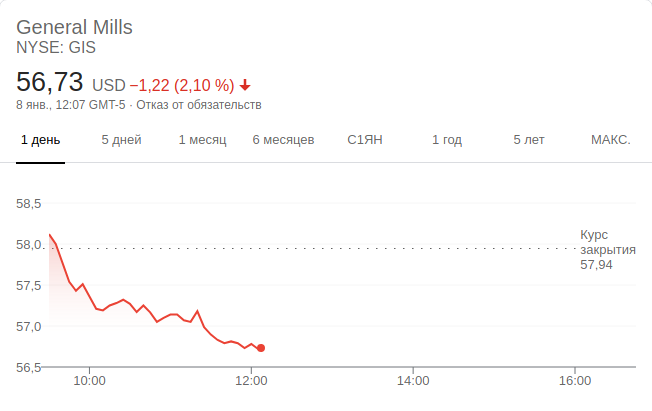 General Mills
NYSE: GIS
56,73 USD −1,22 (2,10 %)
8 янв., 12:07 GMT-5 · Отказ от обязательств
1 день 5 дней 1 месяц 6 месяцев С1ЯН 1 год 5 лет МАКС.
58,5
58,0
57,5
57,0
56,5
Курс
закрытия
57,94
10:00 12:00 14:00 16:00